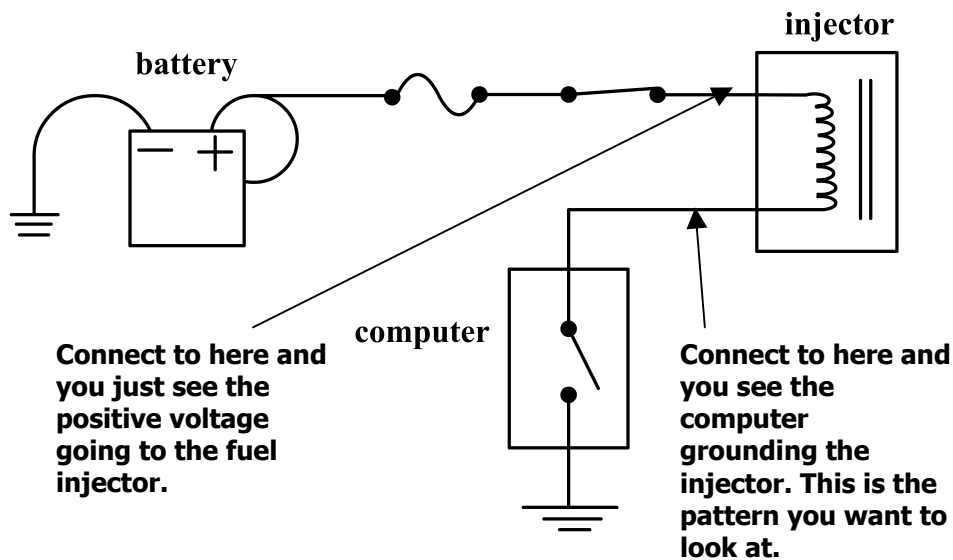 injector
battery
computer
Connect to here and
you just see the
positive voltage
going to the fuel
injector.
Connect to here and
you see the
computer
grounding the
injector. This is the
pattern you want to
look at.